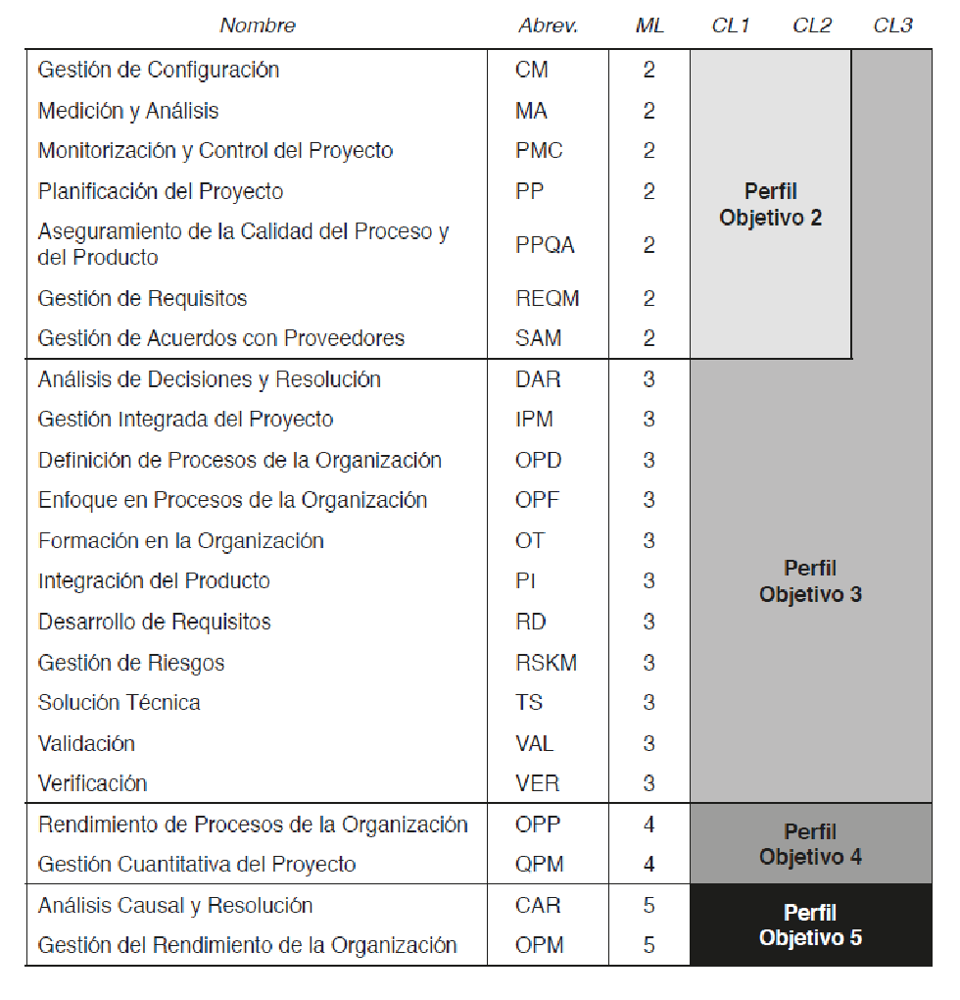 Nombre Abrev. ML CL1 CL2 CL3
Gestión de Configuración CM 2
Medición y Análisis MA 2
Monitorización y Control del Proyecto PMC 2
Planificación del Proyecto PP 2
Perfil
Objetivo 2
Aseguramiento de la Calidad del Proceso y
del Producto PPQA 2
Gestión de Requisitos REQM 2
Gestión de Acuerdos con Proveedores SAM 2
Análisis de Decisiones y Resolución DAR 3
Gestión Integrada del Proyecto IPM 3
Definición de Procesos de la Organización OPD 3
Enfoque en Procesos de la Organización OPF 3
Formación en la Organización OT 3
Integración del Producto PI 3
Perfil
Objetivo 3
Desarrollo de Requisitos RD 3
Gestión de Riesgos RSKM 3
Solución Técnica TS 3
Validación VAL 3
Verificación VER 3
Rendimiento de Procesos de la Organización OPP 4
Gestión Cuantitativa del Proyecto QPM 4
Perfil
Objetivo 4
Análisis Causal y Resolución CAR 5
Gestión del Rendimiento de la Organización OPM 5
Perfil
Objetivo 5